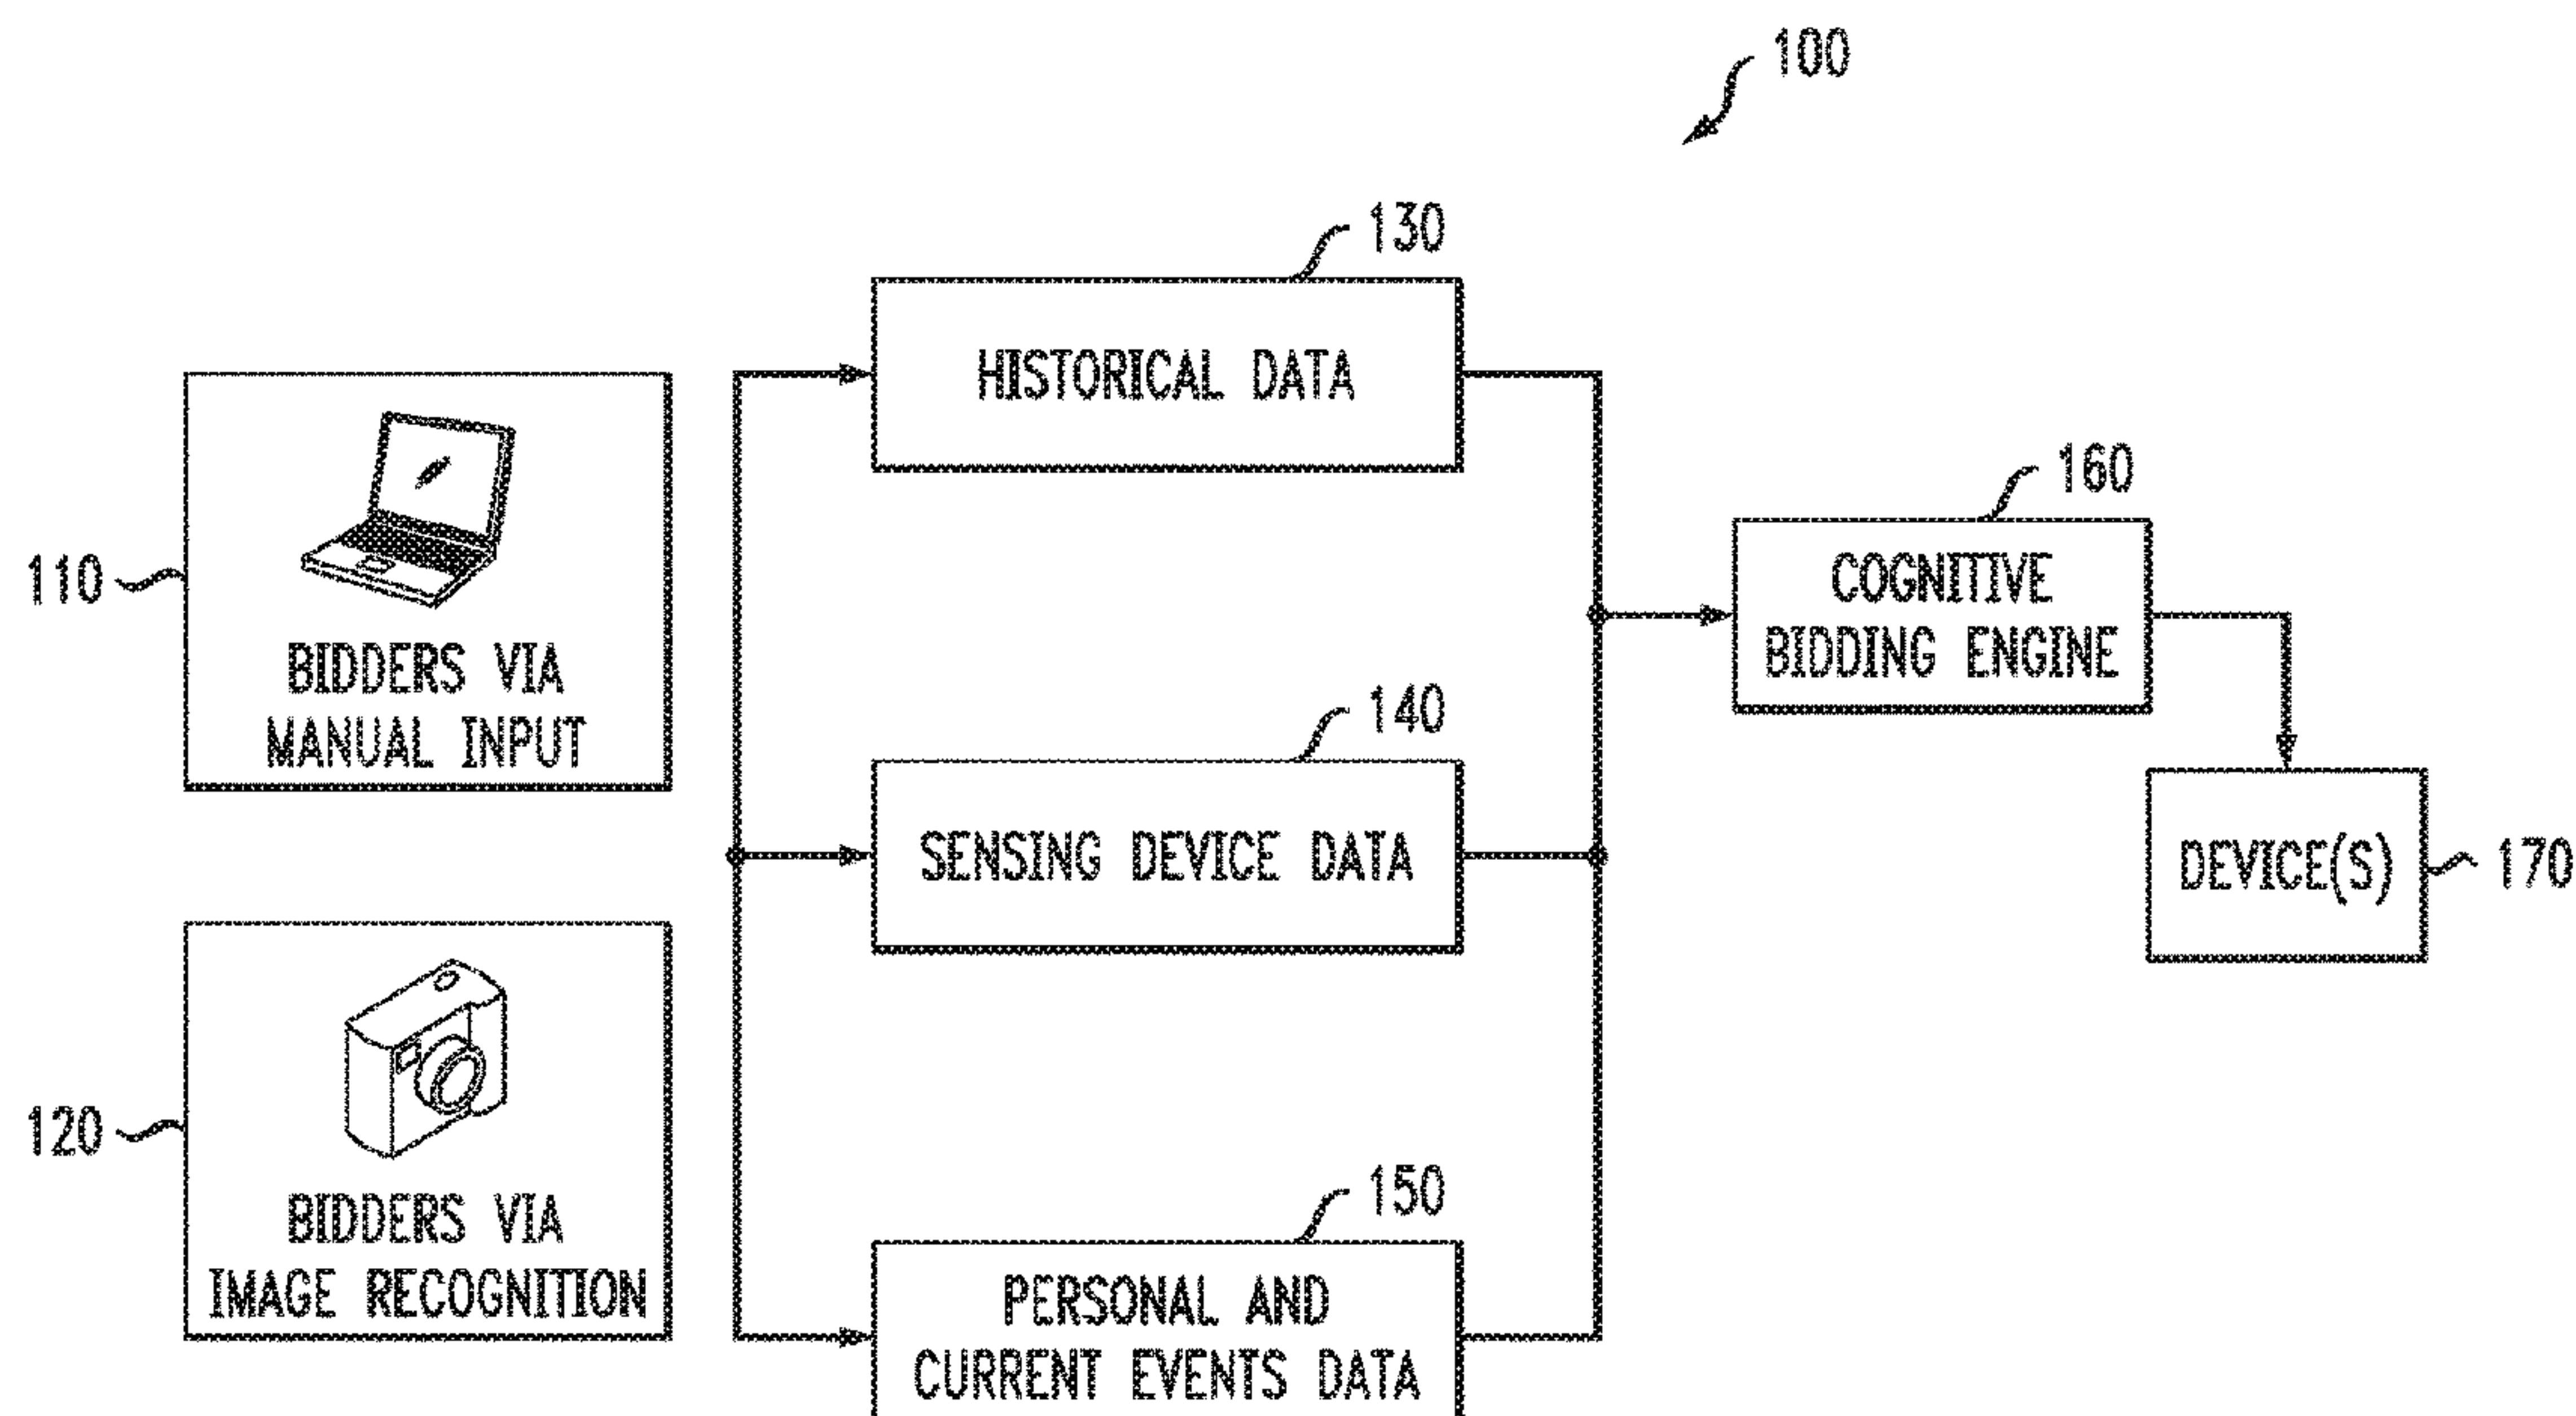 100
130
HISTORICAL DATA
110
BIDDERS VIA
MANUAL INPUT
160
COGNITIVE
BIDDING ENGINE
140
SENSING DEVICE DATA
DEVICE(S)
170
120
BIDDERS VIA
IMAGE RECOGNITION
150
PERSONAL AND
CURRENT EVENTS DATA